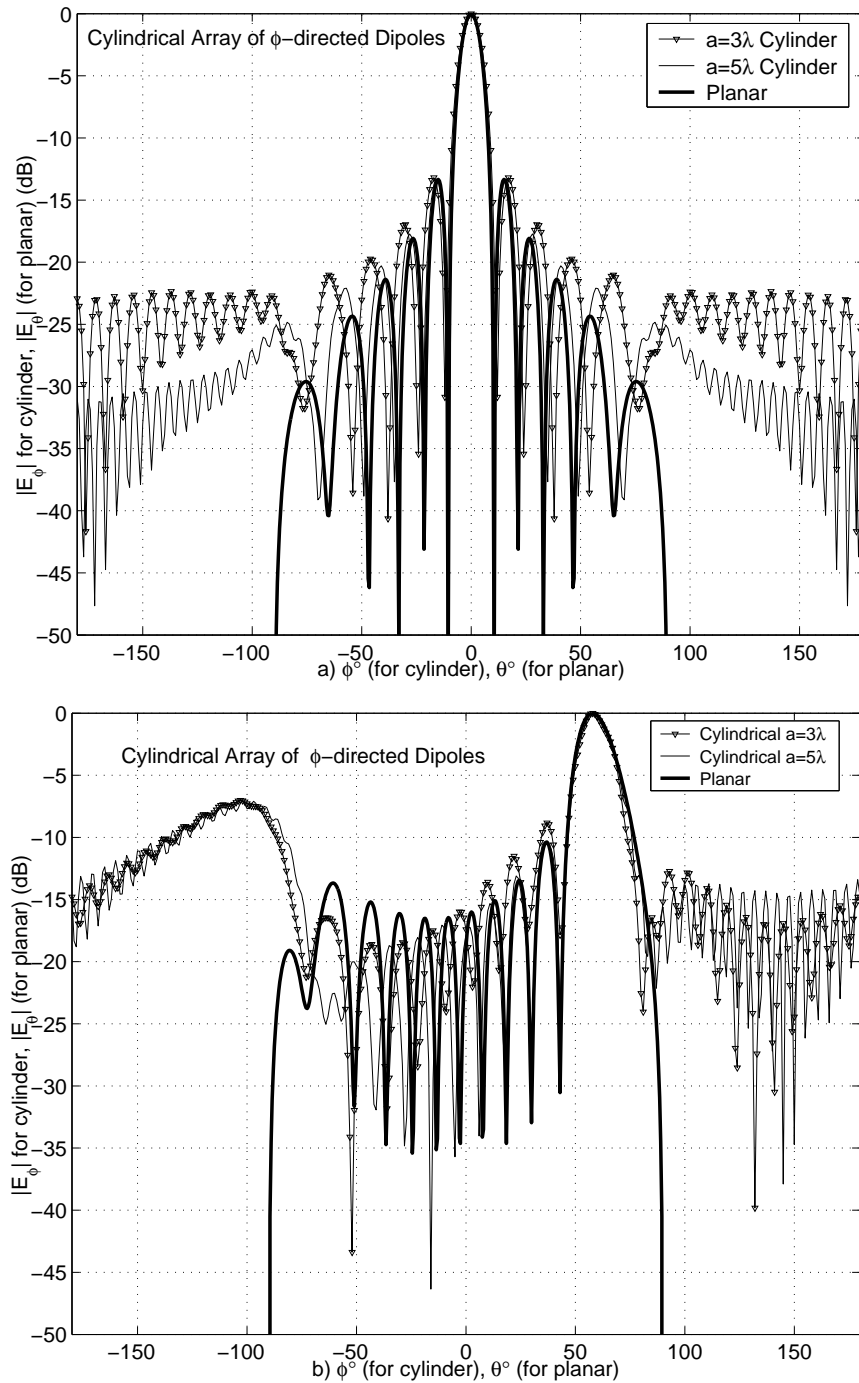 Cylindrical Array of ϕ-directed Dipoles
a=3λ Cylinder
a=5λ Cylinder
Planar
|E_ϕ| for cylinder, |E_θ| (for planar) (dB)
0
−5
−10
−15
−20
−25
−30
−35
−40
−45
−50
−150 −100 −50 0 50 100 150
a) ϕ° (for cylinder), θ° (for planar)
Cylindrical Array of ϕ-directed Dipoles
Cylindrical a=3λ
Cylindrical a=5λ
Planar
|E_ϕ| for cylinder, |E_θ| (for planar) (dB)
0
−5
−10
−15
−20
−25
−30
−35
−40
−45
−50
−150 −100 −50 0 50 100 150
b) ϕ° (for cylinder), θ° (for planar)